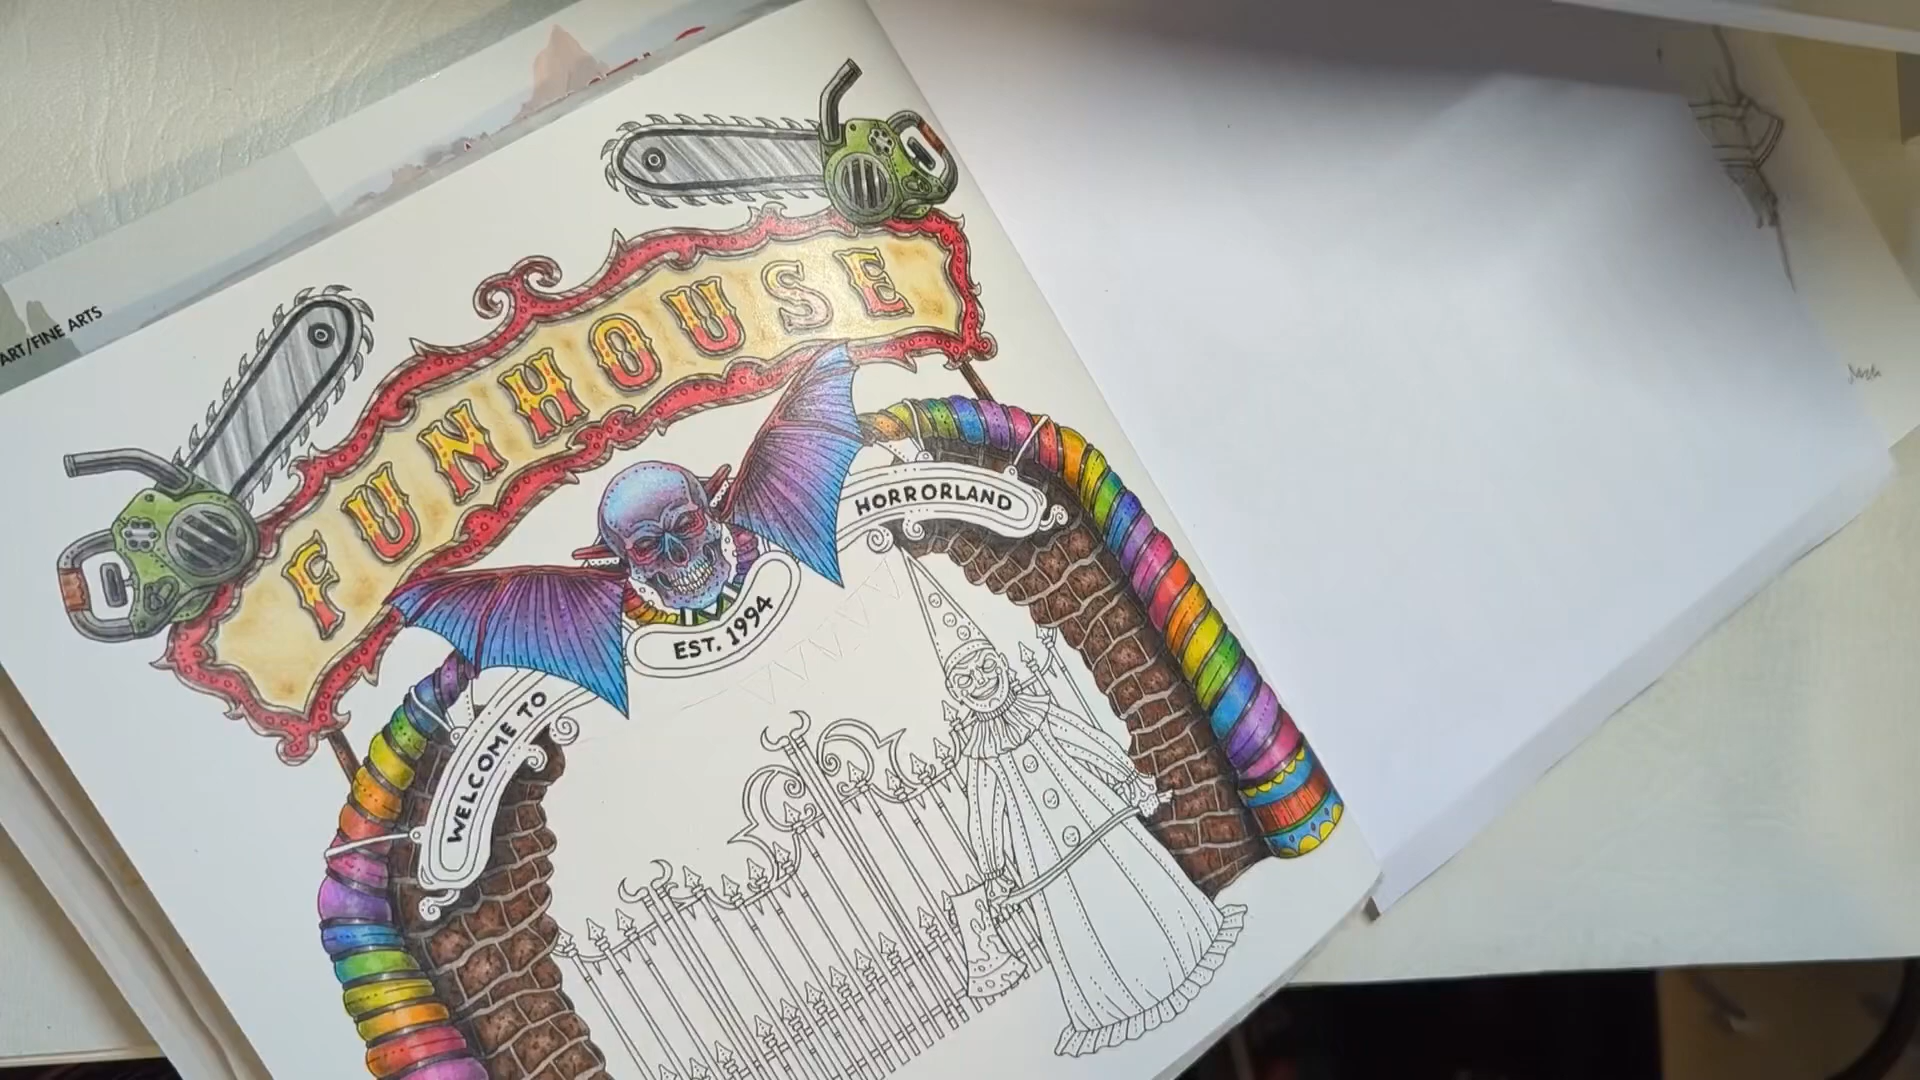 ART/FINE ARTS
FUNHOUSE
WELCOME TO
HORRORLAND
EST. 1994